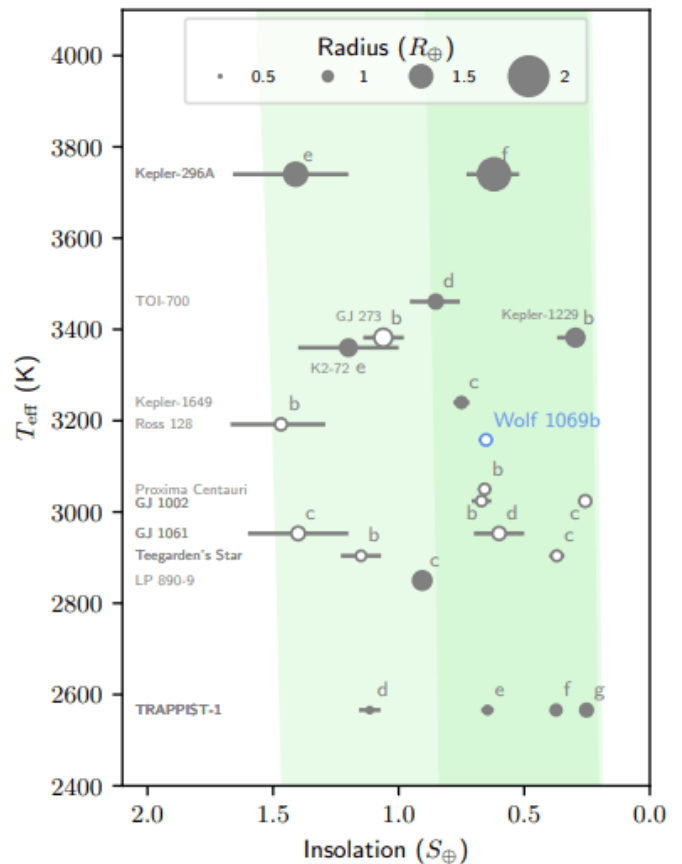 Radius (R⊕)
0.5 1 1.5 2
4000
3800
3600
3400
3200
3000
2800
2600
2400
T_eff (K)
Kepler-296A e f
TOI-700 d
GJ 273 b Kepler-1229 b
K2-72 e
Kepler-1649 c
Ross 128 b
Wolf 1069b
Proxima Centauri b
GJ 1002 b c
GJ 1061 c d
Teegarden's Star b c
LP 890-9 c
TRAPPIST-1 d e f g
2.0 1.5 1.0 0.5 0.0
Insolation (S⊕)